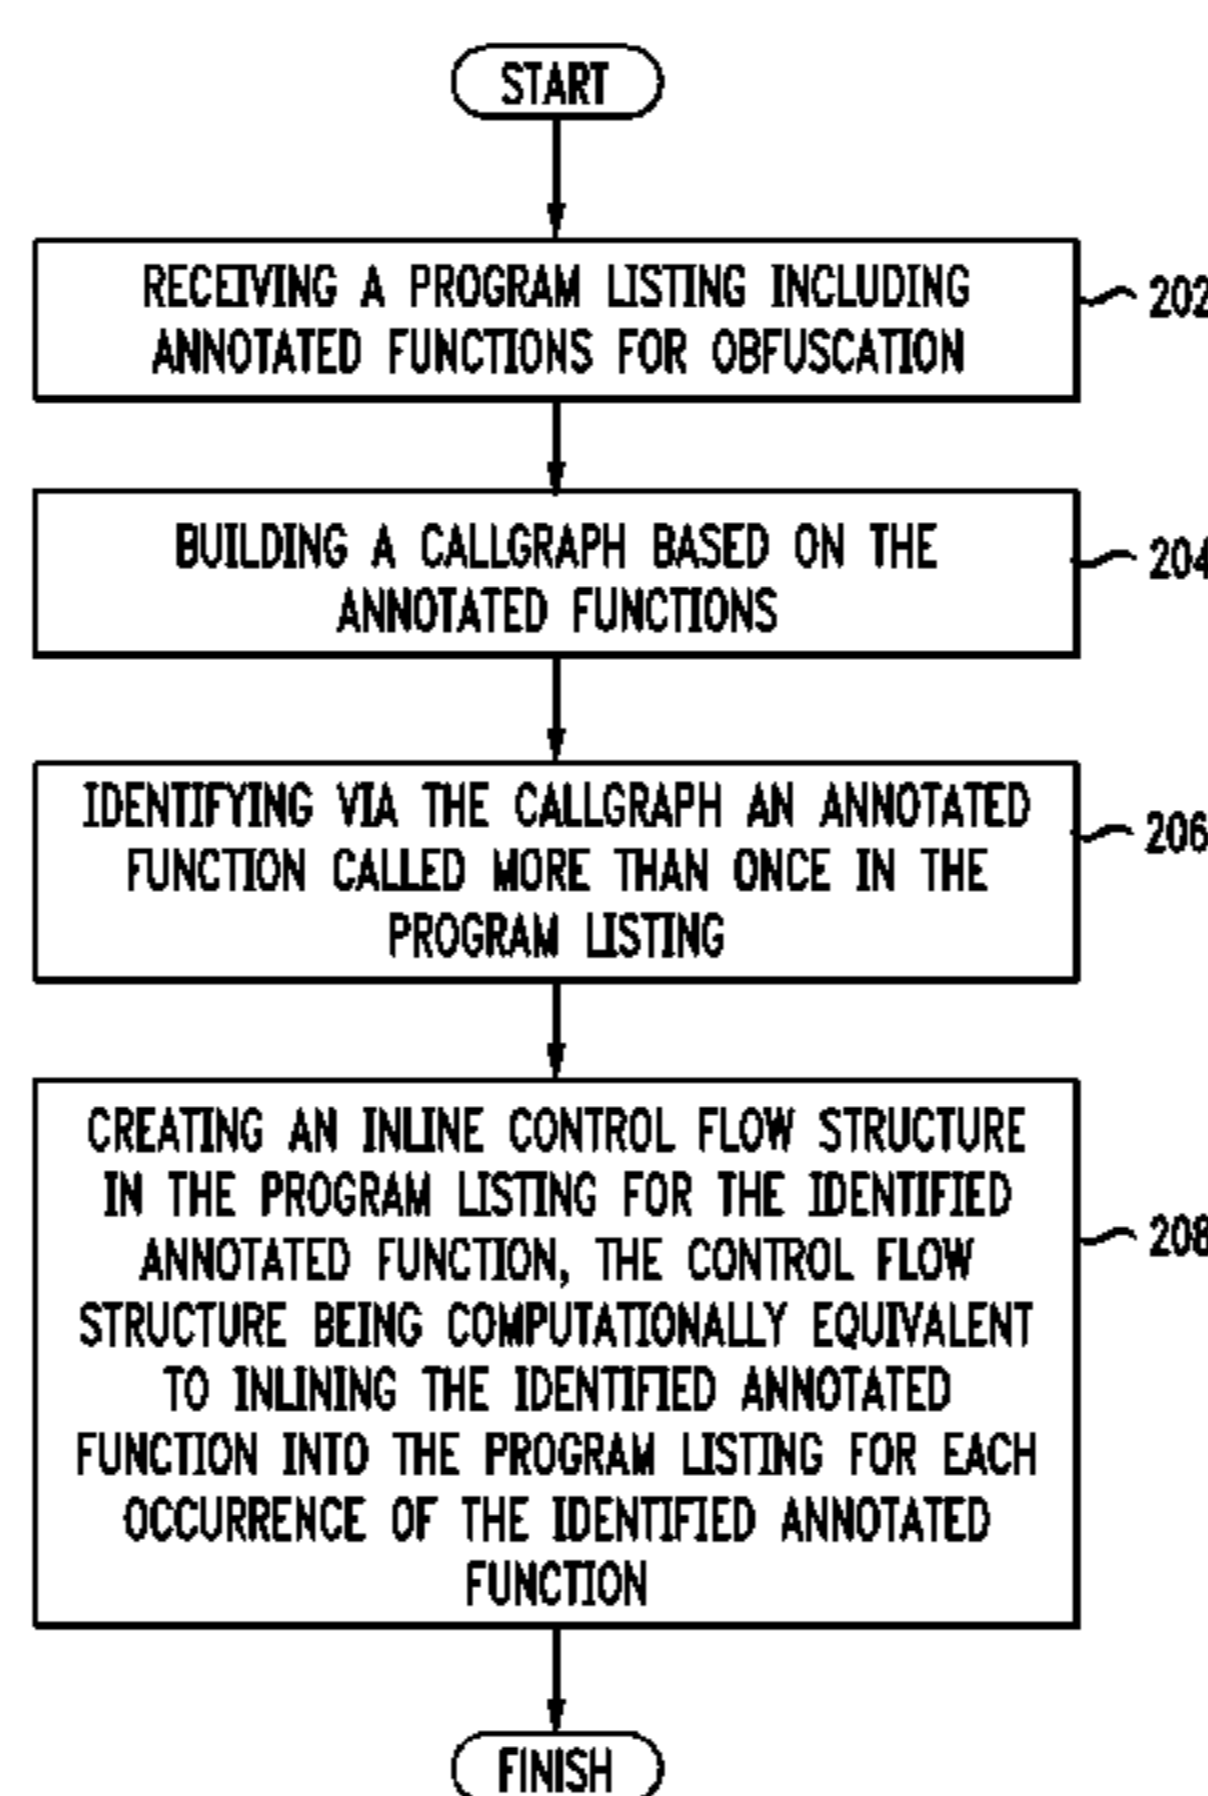 START
RECEIVING A PROGRAM LISTING INCLUDING
ANNOTATED FUNCTIONS FOR OBFUSCATION
202
BUILDING A CALLGRAPH BASED ON THE
ANNOTATED FUNCTIONS
204
IDENTIFYING VIA THE CALLGRAPH AN ANNOTATED
FUNCTION CALLED MORE THAN ONCE IN THE
PROGRAM LISTING
206
CREATING AN INLINE CONTROL FLOW STRUCTURE
IN THE PROGRAM LISTING FOR THE IDENTIFIED
ANNOTATED FUNCTION, THE CONTROL FLOW
STRUCTURE BEING COMPUTATIONALLY EQUIVALENT
TO INLINING THE IDENTIFIED ANNOTATED
FUNCTION INTO THE PROGRAM LISTING FOR EACH
OCCURRENCE OF THE IDENTIFIED ANNOTATED
FUNCTION
208
FINISH